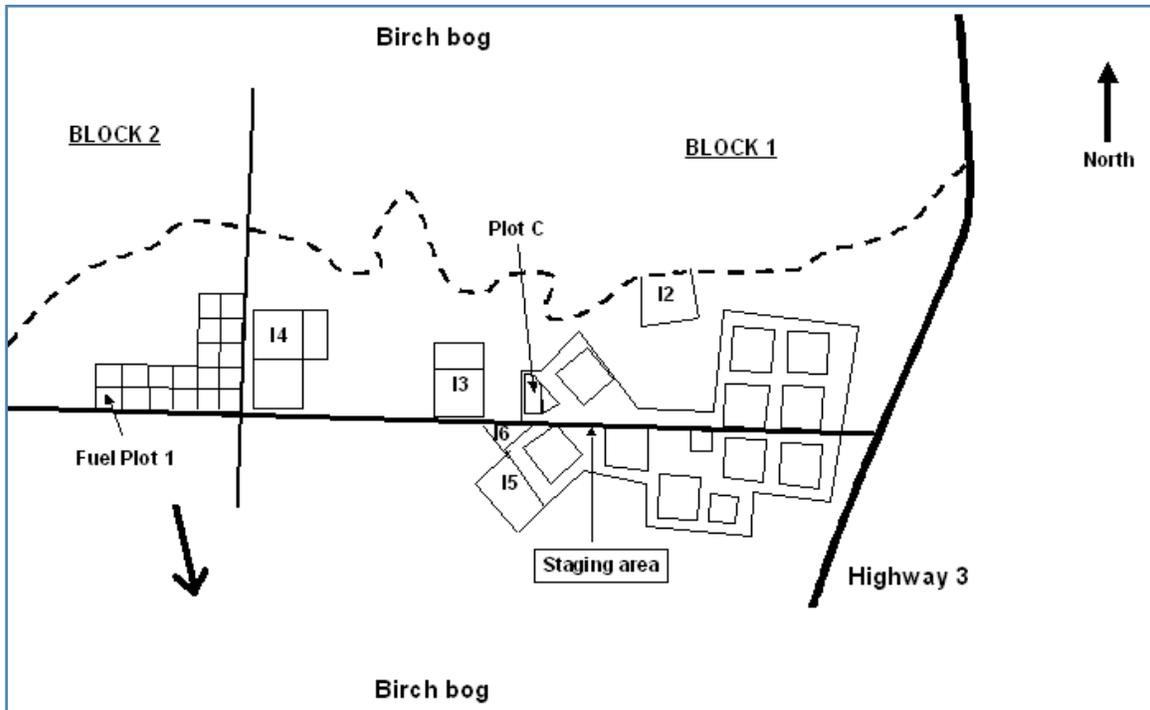 Birch bog
BLOCK 2
BLOCK 1
North
Plot C
I2
I4
I3
I6
I5
Fuel Plot 1
Staging area
Highway 3
Birch bog